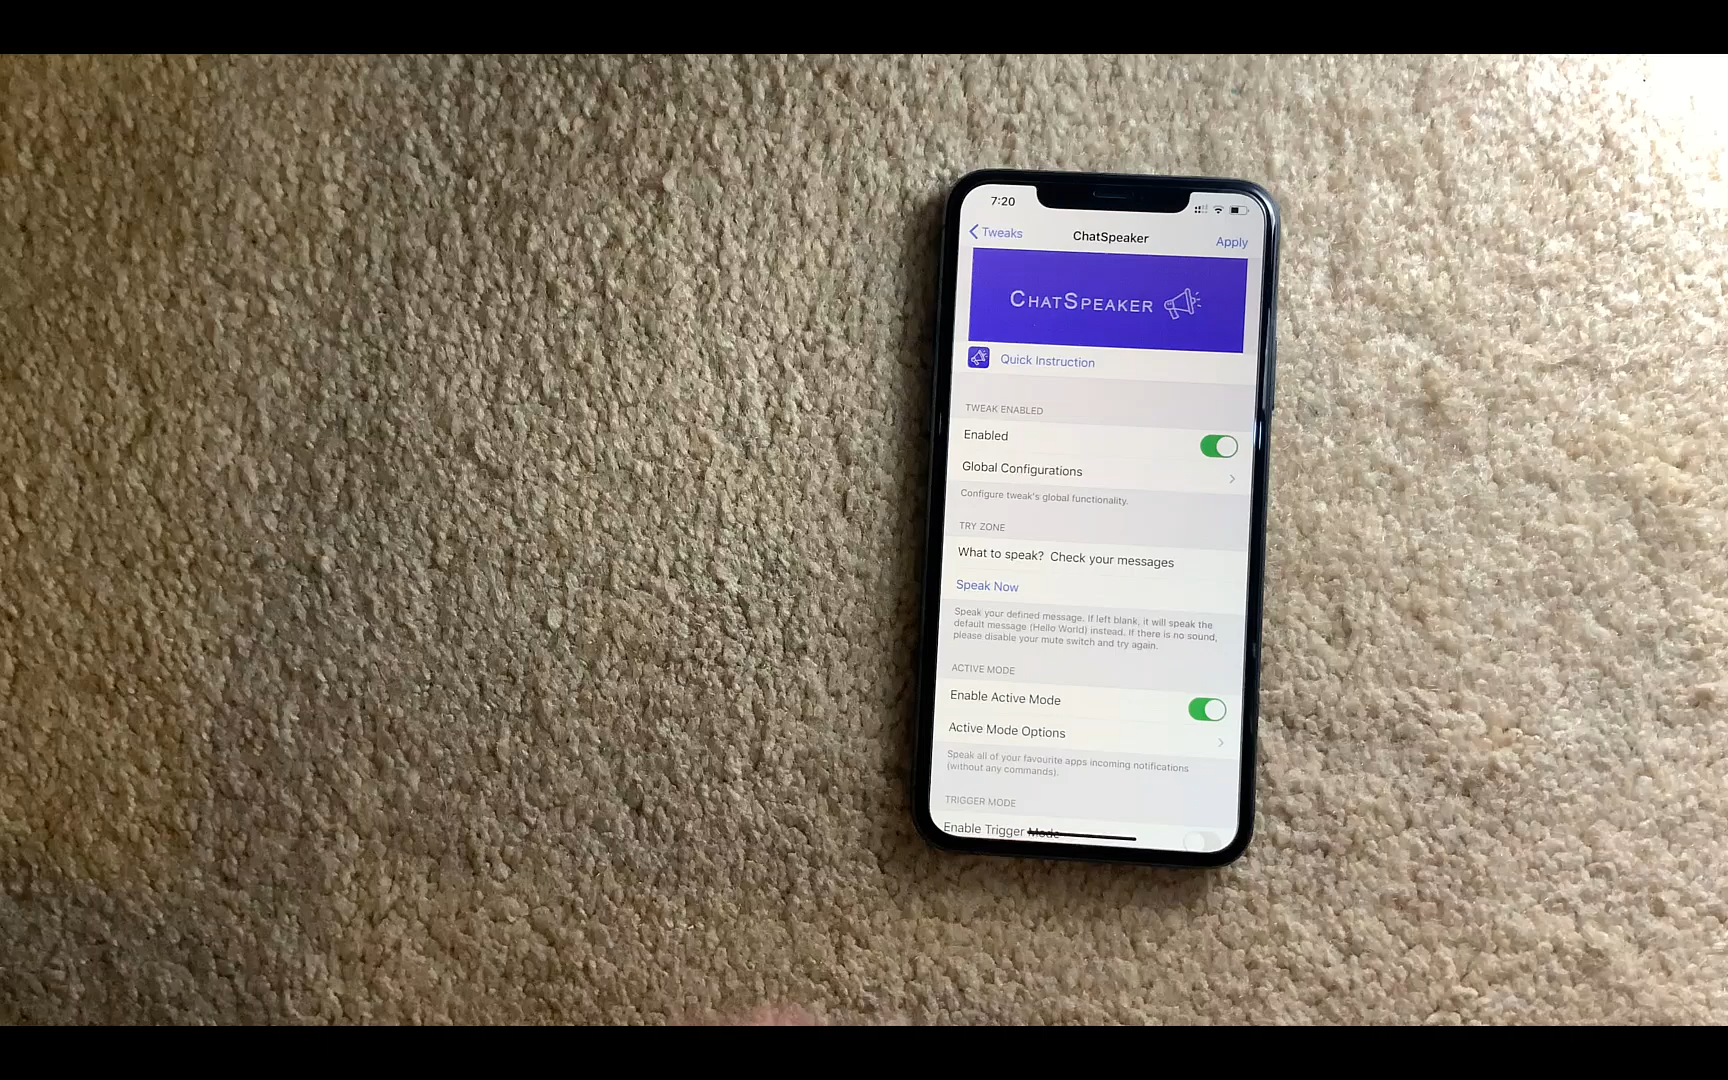 7:20
Tweaks
ChatSpeaker
Apply
CHATSPEAKER
Quick Instruction
TWEAK ENABLED
Enabled
Global Configurations
Configure tweak's global functionality.
TRY ZONE
What to speak? Check your messages
Speak Now
Speak your defined message. If left blank, it will speak the
default message (Hello World) instead. If there is no sound,
please disable your mute switch and try again.
ACTIVE MODE
Enable Active Mode
Active Mode Options
Speak all of your favourite apps incoming notifications
(without any commands).
TRIGGER MODE
Enable Trigger Mode